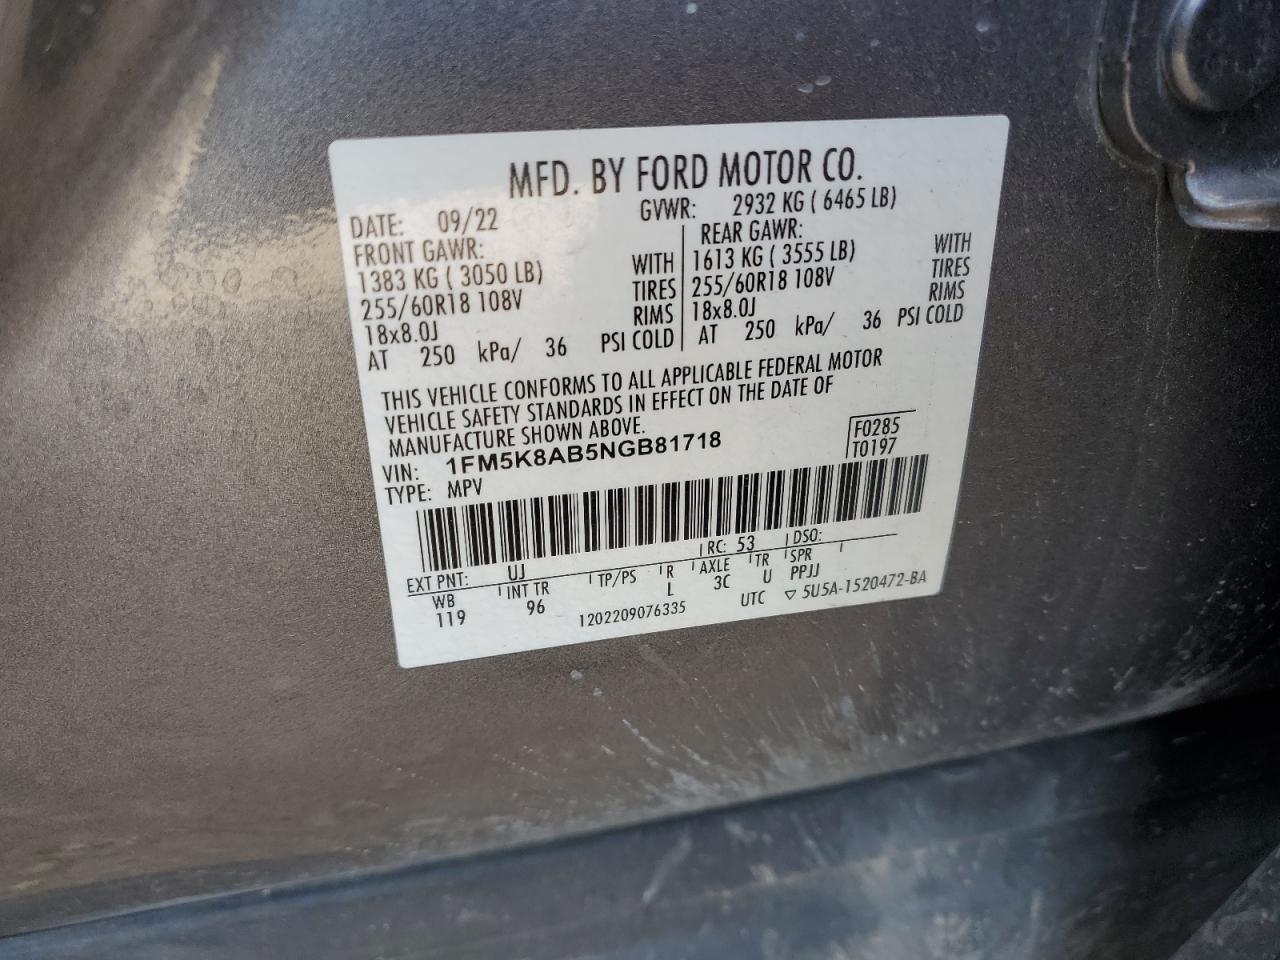 MFD. BY FORD MOTOR CO.
DATE: 09/22 GVWR: 2932 KG ( 6465 LB)
FRONT GAWR: REAR GAWR:
1383 KG ( 3050 LB) WITH 1613 KG ( 3555 LB) WITH
255/60R18 108V TIRES 255/60R18 108V TIRES
18x8.0J RIMS 18x8.0J RIMS
AT 250 kPa/ 36 PSI COLD AT 250 kPa/ 36 PSI COLD
THIS VEHICLE CONFORMS TO ALL APPLICABLE FEDERAL MOTOR
VEHICLE SAFETY STANDARDS IN EFFECT ON THE DATE OF
MANUFACTURE SHOWN ABOVE.
VIN: 1FM5K8AB5NGB81718 F0285
TYPE: MPV T0197
EXT PNT: UJ RC: 53 DSO:
WB INT TR TP/PS R AXLE TR SPR
119 96 L 3C U PPJJ
1202209076335 UTC ▽ 5U5A-1520472-BA